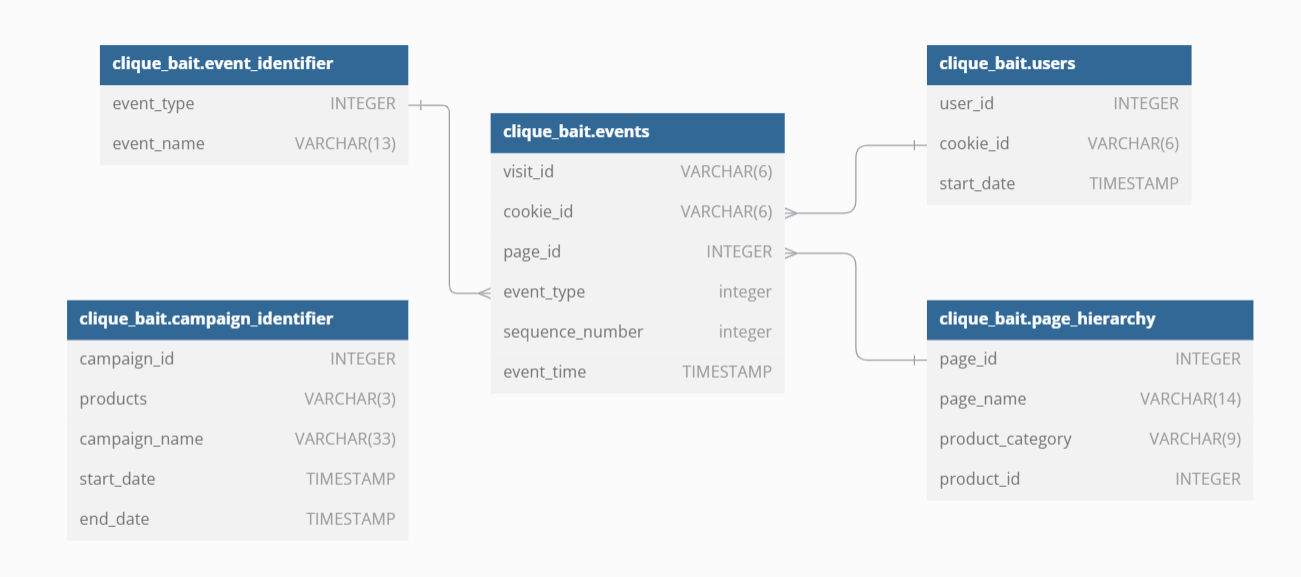 clique_bait.event_identifier
event_type INTEGER
event_name VARCHAR(13)
clique_bait.events
visit_id VARCHAR(6)
cookie_id VARCHAR(6)
page_id INTEGER
event_type integer
sequence_number integer
event_time TIMESTAMP
clique_bait.users
user_id INTEGER
cookie_id VARCHAR(6)
start_date TIMESTAMP
clique_bait.campaign_identifier
campaign_id INTEGER
products VARCHAR(3)
campaign_name VARCHAR(33)
start_date TIMESTAMP
end_date TIMESTAMP
clique_bait.page_hierarchy
page_id INTEGER
page_name VARCHAR(14)
product_category VARCHAR(9)
product_id INTEGER